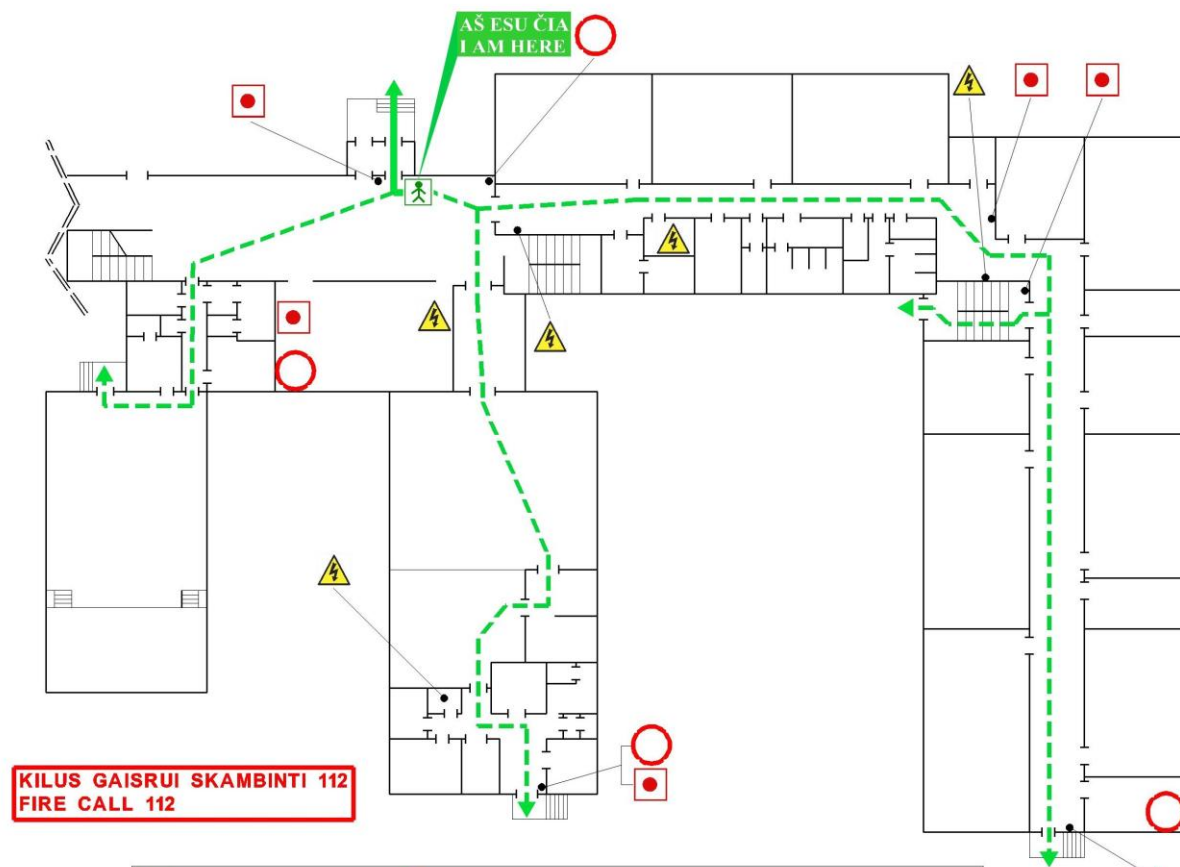 AŠ ESU ČIA
I AM HERE
KILUS GAISRUI SKAMBINTI 112
FIRE CALL 112